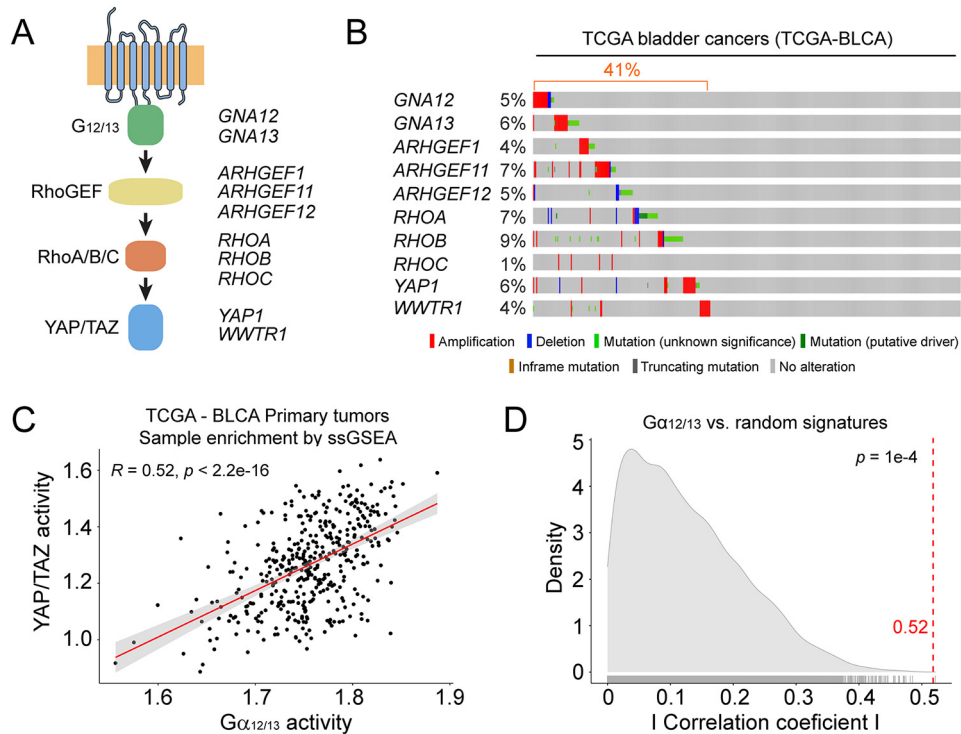 A
G12/13
GNA12
GNA13
RhoGEF
ARHGEF1
ARHGEF11
ARHGEF12
RhoA/B/C
RHOA
RHOB
RHOC
YAP/TAZ
YAP1
WWTR1
B
TCGA bladder cancers (TCGA-BLCA)
41%
GNA12 5%
GNA13 6%
ARHGEF1 4%
ARHGEF11 7%
ARHGEF12 5%
RHOA 7%
RHOB 9%
RHOC 1%
YAP1 6%
WWTR1 4%
Amplification Deletion Mutation (unknown significance) Mutation (putative driver)
Inframe mutation Truncating mutation No alteration
C
TCGA - BLCA Primary tumors
Sample enrichment by ssGSEA
R = 0.52, p < 2.2e-16
YAP/TAZ activity
1.6
1.4
1.2
1.0
1.6 1.7 1.8 1.9
Gα12/13 activity
D
Gα12/13 vs. random signatures
p = 1e-4
Density
5
4
3
2
1
0
0.52
0 0.1 0.2 0.3 0.4 0.5
I Correlation coeficient I